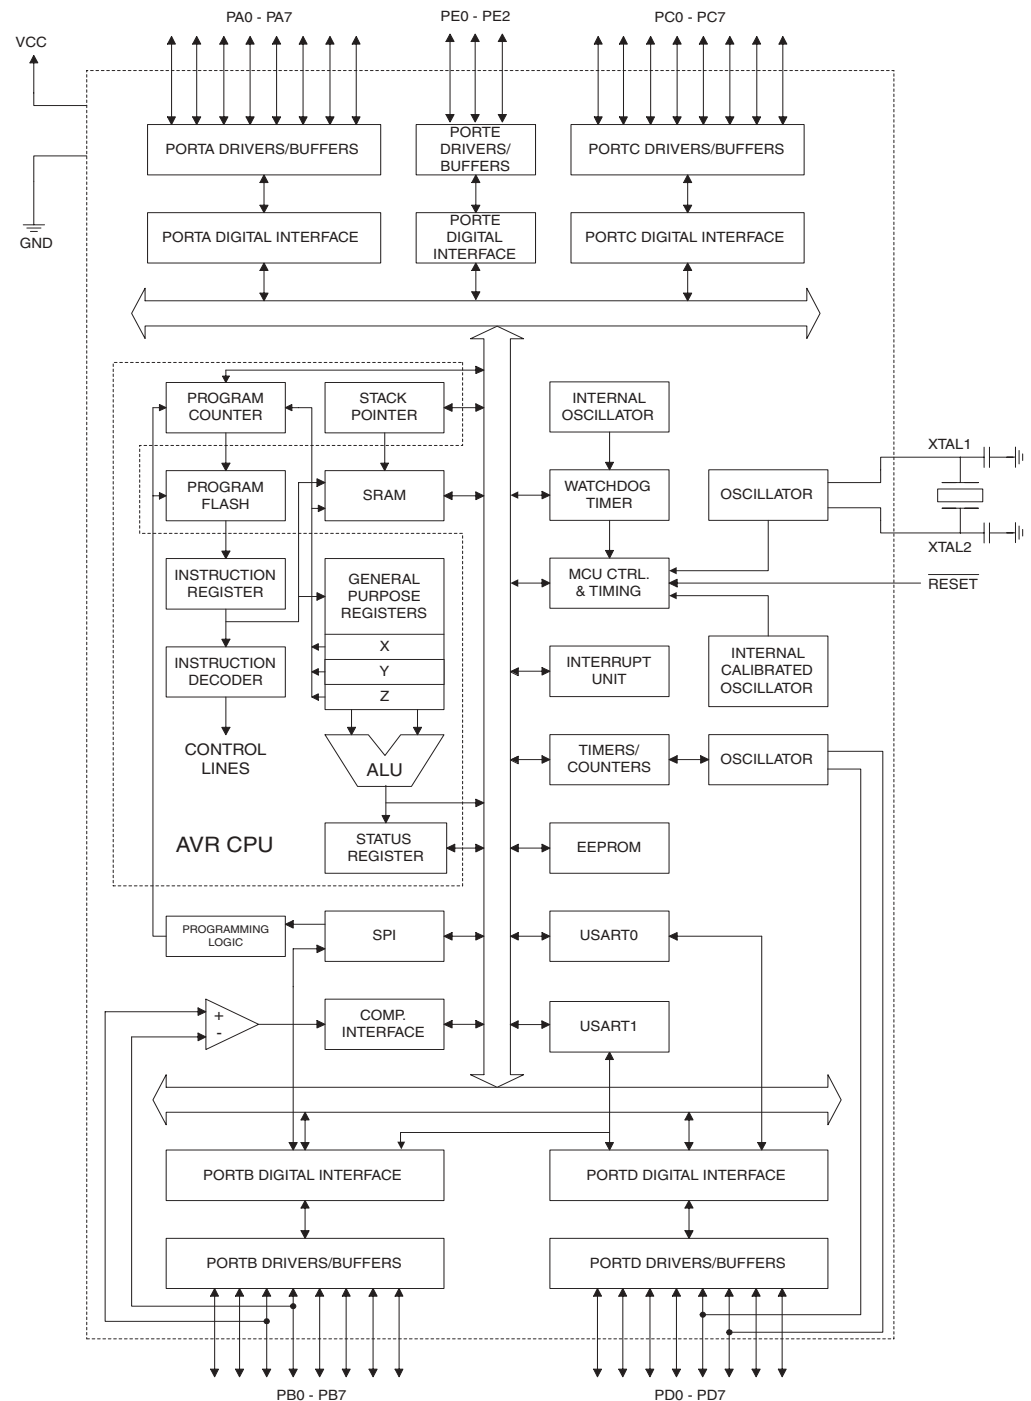 PA0 - PA7
PE0 - PE2
PC0 - PC7
VCC
GND
PORTA DRIVERS/BUFFERS
PORTE
DRIVERS/
BUFFERS
PORTC DRIVERS/BUFFERS
PORTA DIGITAL INTERFACE
PORTE
DIGITAL
INTERFACE
PORTC DIGITAL INTERFACE
PROGRAM
COUNTER
STACK
POINTER
INTERNAL
OSCILLATOR
PROGRAM
FLASH
SRAM
WATCHDOG
TIMER
OSCILLATOR
XTAL1
XTAL2
INSTRUCTION
REGISTER
GENERAL
PURPOSE
REGISTERS
MCU CTRL.
& TIMING
RESET
X
Y
Z
INSTRUCTION
DECODER
INTERRUPT
UNIT
INTERNAL
CALIBRATED
OSCILLATOR
CONTROL
LINES
ALU
TIMERS/
COUNTERS
OSCILLATOR
AVR CPU
STATUS
REGISTER
EEPROM
PROGRAMMING
LOGIC
SPI
USART0
+
-
COMP.
INTERFACE
USART1
PORTB DIGITAL INTERFACE
PORTD DIGITAL INTERFACE
PORTB DRIVERS/BUFFERS
PORTD DRIVERS/BUFFERS
PB0 - PB7
PD0 - PD7